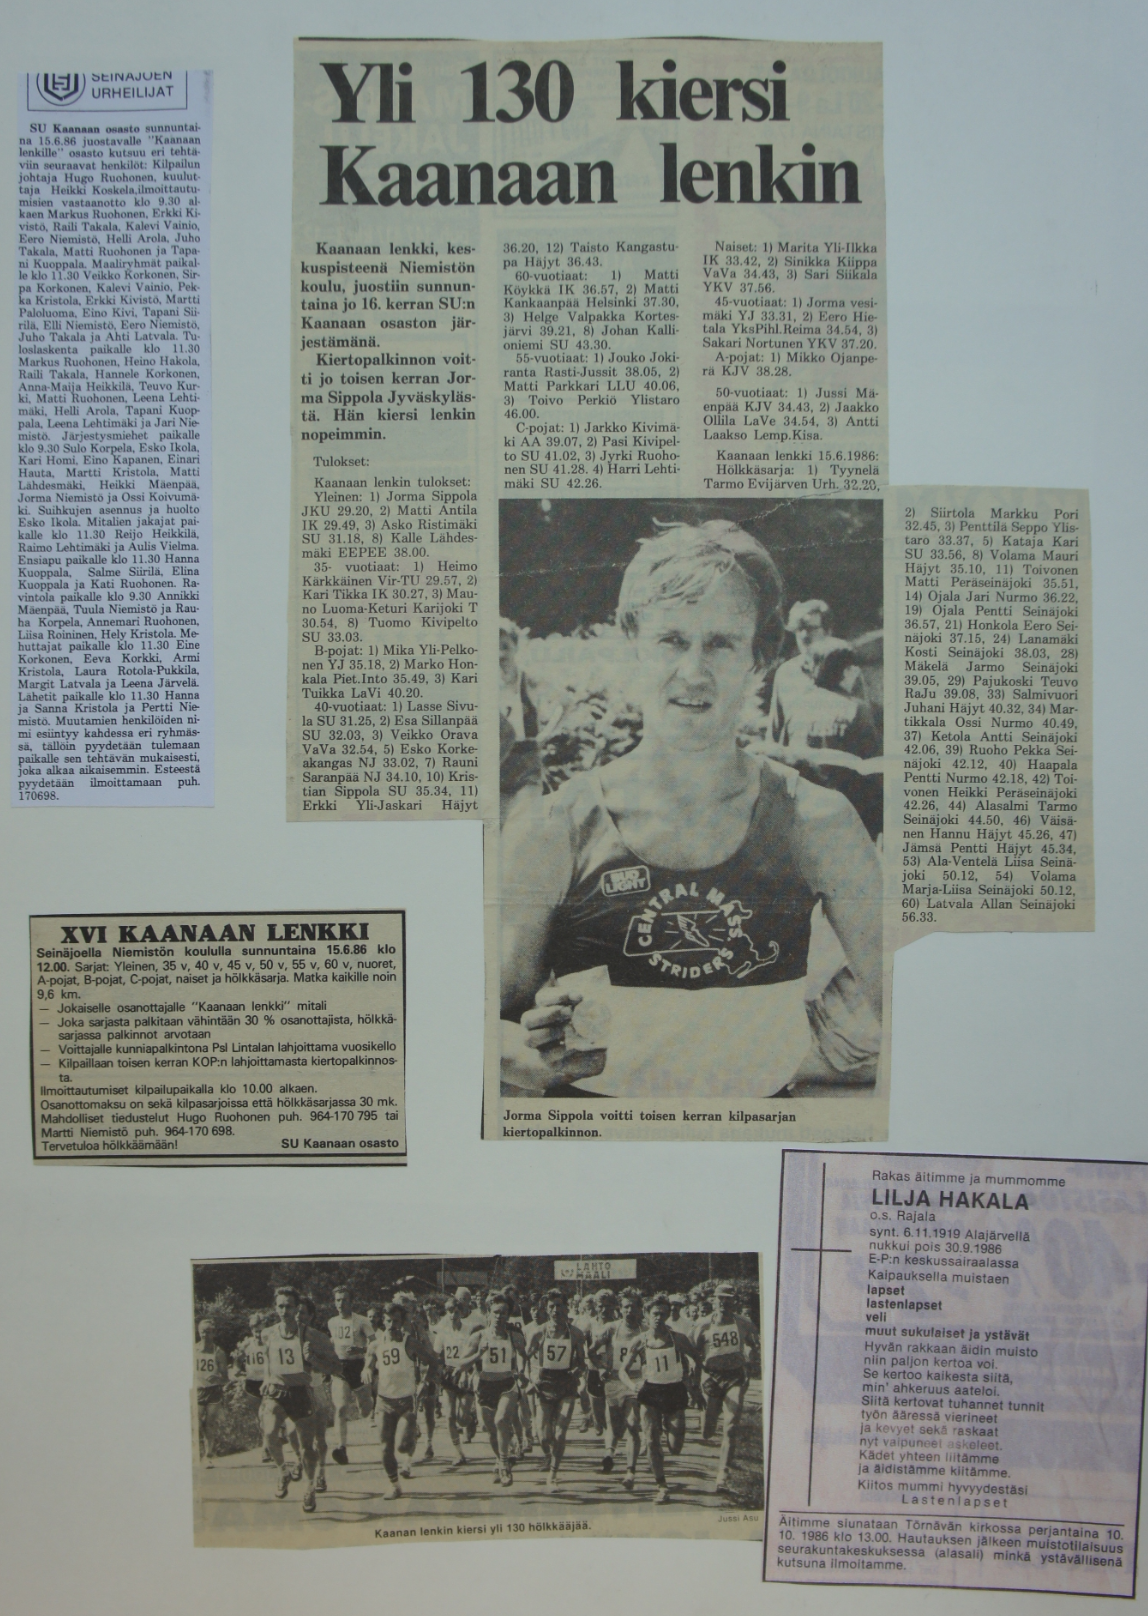 SEINÄJOEN
URHEILIJAT
SU Kaanaan osasto sunnuntai-
na 15.6.86 juostavalle "Kaanaan
lenkille" osasto kutsuu eri tehtä-
viin seuraavat henkilöt: Kilpailun
johtaja Hugo Ruohonen, kuulut-
taja Heikki Koskela,ilmoittautu-
misien vastaanotto klo 9.30 al-
kaen Markus Ruohonen, Erkki Ki-
vistö, Raili Takala, Kalevi Vainio,
Eero Niemistö, Helli Arola, Juho
Takala, Matti Ruohonen ja Tapa-
ni Kuoppala. Maaliryhmät paikal-
le klo 11.30 Veikko Korkonen, Sir-
pa Korkonen, Kalevi Vainio, Pek-
ka Kristola, Erkki Kivistö, Martti
Paloluoma, Eino Kivi, Tapani Sii-
rilä, Elli Niemistö, Eero Niemistö,
Juho Takala ja Ahti Latvala. Tu-
loslaskenta paikalle klo 11.30
Markus Ruohonen, Heino Hakola,
Raili Takala, Hannele Korkonen,
Anna-Maija Heikkilä, Teuvo Kur-
ki, Matti Ruohonen, Leena Lehti-
mäki, Helli Arola, Tapani Kuop-
pala, Leena Lehtimäki ja Jari Nie-
mistö. Järjestysmiehet paikalle
klo 9.30 Sulo Korpela, Esko Ikola,
Kari Homi, Eino Kapanen, Einari
Hauta, Martti Kristola, Matti
Lähdesmäki, Heikki Mäenpää,
Jorma Niemistö ja Ossi Koivumä-
ki. Suihkujen asennus ja huolto
Esko Ikola. Mitalien jakajat pai-
kalle klo 11.30 Reijo Heikkilä,
Raimo Lehtimäki ja Aulis Vielma.
Ensiapu paikalle klo 11.30 Hanna
Kuoppala, Salme Siirilä, Elina
Kuoppala ja Kati Ruohonen. Ra-
vintola paikalle klo 9.30 Annikki
Mäenpää, Tuula Niemistö ja Rau-
ha Korpela, Annemari Ruohonen,
Liisa Roininen, Hely Kristola. Me-
huttajat paikalle klo 11.30 Eine
Korkonen, Eeva Korkki, Armi
Kristola, Laura Rotola-Pukkila,
Margit Latvala ja Leena Järvelä.
Lähetit paikalle klo 11.30 Hanna
ja Sanna Kristola ja Pertti Nie-
mistö. Muutamien henkilöiden ni-
mi esiintyy kahdessa eri ryhmäs-
sä, tällöin pyydetään tulemaan
paikalle sen tehtävän mukaisesti,
joka alkaa aikaisemmin. Esteestä
pyydetään ilmoittamaan puh.
170698.
Yli 130 kiersi
Kaanaan lenkin
Kaanaan lenkki, kes-
kuspisteenä Niemistön
koulu, juostiin sunnun-
taina jo 16. kerran SU:n
Kaanaan osaston jär-
jestämänä.
Kiertopalkinnon voit-
ti jo toisen kerran Jor-
ma Sippola Jyväskyläs-
tä. Hän kiersi lenkin
nopeimmin.
Tulokset:
Kaanaan lenkin tulokset:
Yleinen: 1) Jorma Sippola
JKU 29.20, 2) Matti Antila
IK 29.49, 3) Asko Ristimäki
SU 31.18, 8) Kalle Lähdes-
mäki EEPEE 38.00.
35- vuotiaat: 1) Heimo
Kärkkäinen Vir-TU 29.57, 2)
Kari Tikka IK 30.27, 3) Mau-
no Luoma-Keturi Karijoki T
30.54, 8) Tuomo Kivipelto
SU 33.03.
B-pojat: 1) Mika Yli-Pelko-
nen YJ 35.18, 2) Marko Hon-
kala Piet.Into 35.49, 3) Kari
Tuikka LaVi 40.20.
40-vuotiaat: 1) Lasse Sivu-
la SU 31.25, 2) Esa Sillanpää
SU 32.03, 3) Veikko Orava
VaVa 32.54, 5) Esko Korke-
akangas NJ 33.02, 7) Rauni
Saranpää NJ 34.10, 10) Kris-
tian Sippola SU 35.34, 11)
Erkki Yli-Jaskari Häjyt
36.20, 12) Taisto Kangastu-
pa Häjyt 36.43.
60-vuotiaat: 1) Matti
Köykkä IK 36.57, 2) Matti
Kankaanpää Helsinki 37.30,
3) Helge Valpakka Kortes-
järvi 39.21, 8) Johan Kalli-
oniemi SU 43.30.
55-vuotiaat: 1) Jouko Joki-
ranta Rasti-Jussit 38.05, 2)
Matti Parkkari LLU 40.06,
3) Toivo Perkiö Ylistaro
46.00.
C-pojat: 1) Jarkko Kivimä-
ki AA 39.07, 2) Pasi Kivipel-
to SU 41.02, 3) Jyrki Ruoho-
nen SU 41.28. 4) Harri Lehti-
mäki SU 42.26.
Naiset: 1) Marita Yli-Ilkka
IK 33.42, 2) Sinikka Kiippa
VaVa 34.43, 3) Sari Siikala
YKV 37.56.
45-vuotiaat: 1) Jorma vesi-
mäki YJ 33.31, 2) Eero Hie-
tala YksPihl.Reima 34.54, 3)
Sakari Nortunen YKV 37.20.
A-pojat: 1) Mikko Ojanpe-
rä KJV 38.28.
50-vuotiaat: 1) Jussi Mä-
enpää KJV 34.43, 2) Jaakko
Ollila LaVe 34.54, 3) Antti
Laakso Lemp.Kisa.
Kaanaan lenkki 15.6.1986:
Hölkkäsarja: 1) Tyynelä
Tarmo Evijärven Urh. 32.20,
2) Siirtola Markku Pori
32.45, 3) Penttilä Seppo Ylis-
taro 33.37, 5) Kataja Kari
SU 33.56, 8) Volama Mauri
Häjyt 35.10, 11) Toivonen
Matti Peräseinäjoki 35.51,
14) Ojala Jari Nurmo 36.22,
19) Ojala Pentti Seinäjoki
36.57, 21) Honkola Eero Sei-
näjoki 37.15, 24) Lanamäki
Kosti Seinäjoki 38.03, 28)
Mäkelä Jarmo Seinäjoki
39.05, 29) Pajukoski Teuvo
RaJu 39.08, 33) Salmivuori
Juhani Häjyt 40.32, 34) Mar-
tikkala Ossi Nurmo 40.49,
37) Ketola Antti Seinäjoki
42.06, 39) Ruoho Pekka Sei-
näjoki 42.12, 40) Haapala
Pentti Nurmo 42.18, 42) Toi-
vonen Heikki Peräseinäjoki
42.26, 44) Alasalmi Tarmo
Seinäjoki 44.50, 46) Väisä-
nen Hannu Häjyt 45.26, 47)
Jämsä Pentti Häjyt 45.34,
53) Ala-Ventelä Liisa Seinä-
joki 50.12, 54) Volama
Marja-Liisa Seinäjoki 50.12,
60) Latvala Allan Seinäjoki
56.33.
BUD
LIGHT
CENTRAL MASS.
STRIDERS
Jorma Sippola voitti toisen kerran kilpasarjan
kiertopalkinnon.
XVI KAANAAN LENKKI
Seinäjoella Niemistön koululla sunnuntaina 15.6.86 klo
12.00. Sarjat: Yleinen, 35 v, 40 v, 45 v, 50 v, 55 v, 60 v, nuoret,
A-pojat, B-pojat, C-pojat, naiset ja hölkkäsarja. Matka kaikille noin
9,6 km.
— Jokaiselle osanottajalle "Kaanaan lenkki" mitali
— Joka sarjasta palkitaan vähintään 30 % osanottajista, hölkkä-
sarjassa palkinnot arvotaan
— Voittajalle kunniapalkintona Psl Lintalan lahjoittama vuosikello
— Kilpaillaan toisen kerran KOP:n lahjoittamasta kiertopalkinnos-
ta.
Ilmoittautumiset kilpailupaikalla klo 10.00 alkaen.
Osanottomaksu on sekä kilpasarjoissa että hölkkäsarjassa 30 mk.
Mahdolliset tiedustelut Hugo Ruohonen puh. 964-170 795 tai
Martti Niemistö puh. 964-170 698.
Tervetuloa hölkkäämään! SU Kaanaan osasto
LÄHTÖ
MAALI
126 116 13 32 59 22 51 57 8 11 548
Jussi Asu
Kaanan lenkin kiersi yli 130 hölkkääjää.
Rakas äitimme ja mummomme
LILJA HAKALA
o.s. Rajala
synt. 6.11.1919 Alajärvellä
nukkui pois 30.9.1986
E-P:n keskussairaalassa
Kaipauksella muistaen
lapset
lastenlapset
veli
muut sukulaiset ja ystävät
Hyvän rakkaan äidin muisto
niin paljon kertoa voi.
Se kertoo kaikesta siitä,
min' ahkeruus aateloi.
Siitä kertovat tuhannet tunnit
työn ääressä vierineet
ja kevyet sekä raskaat
nyt vaipuneet askeleet.
Kädet yhteen liitämme
ja äidistämme kiitämme.
Kiitos mummi hyvyydestäsi
Lastenlapset
Äitimme siunataan Törnävän kirkossa perjantaina 10.
10. 1986 klo 13.00. Hautauksen jälkeen muistotilaisuus
seurakuntakeskuksessa (alasali) minkä ystävällisenä
kutsuna ilmoitamme.